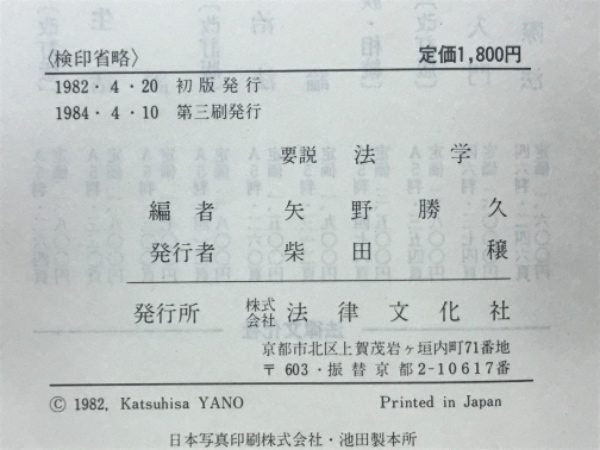 〈検印省略〉 定価1,800円
1982・4・20 初版発行
1984・4・10 第三刷発行
要説 法学
編者 矢野勝久
発行者 柴田穣
発行所 株式会社 法律文化社
京都市北区上賀茂岩ヶ垣内町71番地
〒603・振替京都2-10617番
© 1982, Katsuhisa YANO Printed in Japan
日本写真印刷株式会社・池田製本所